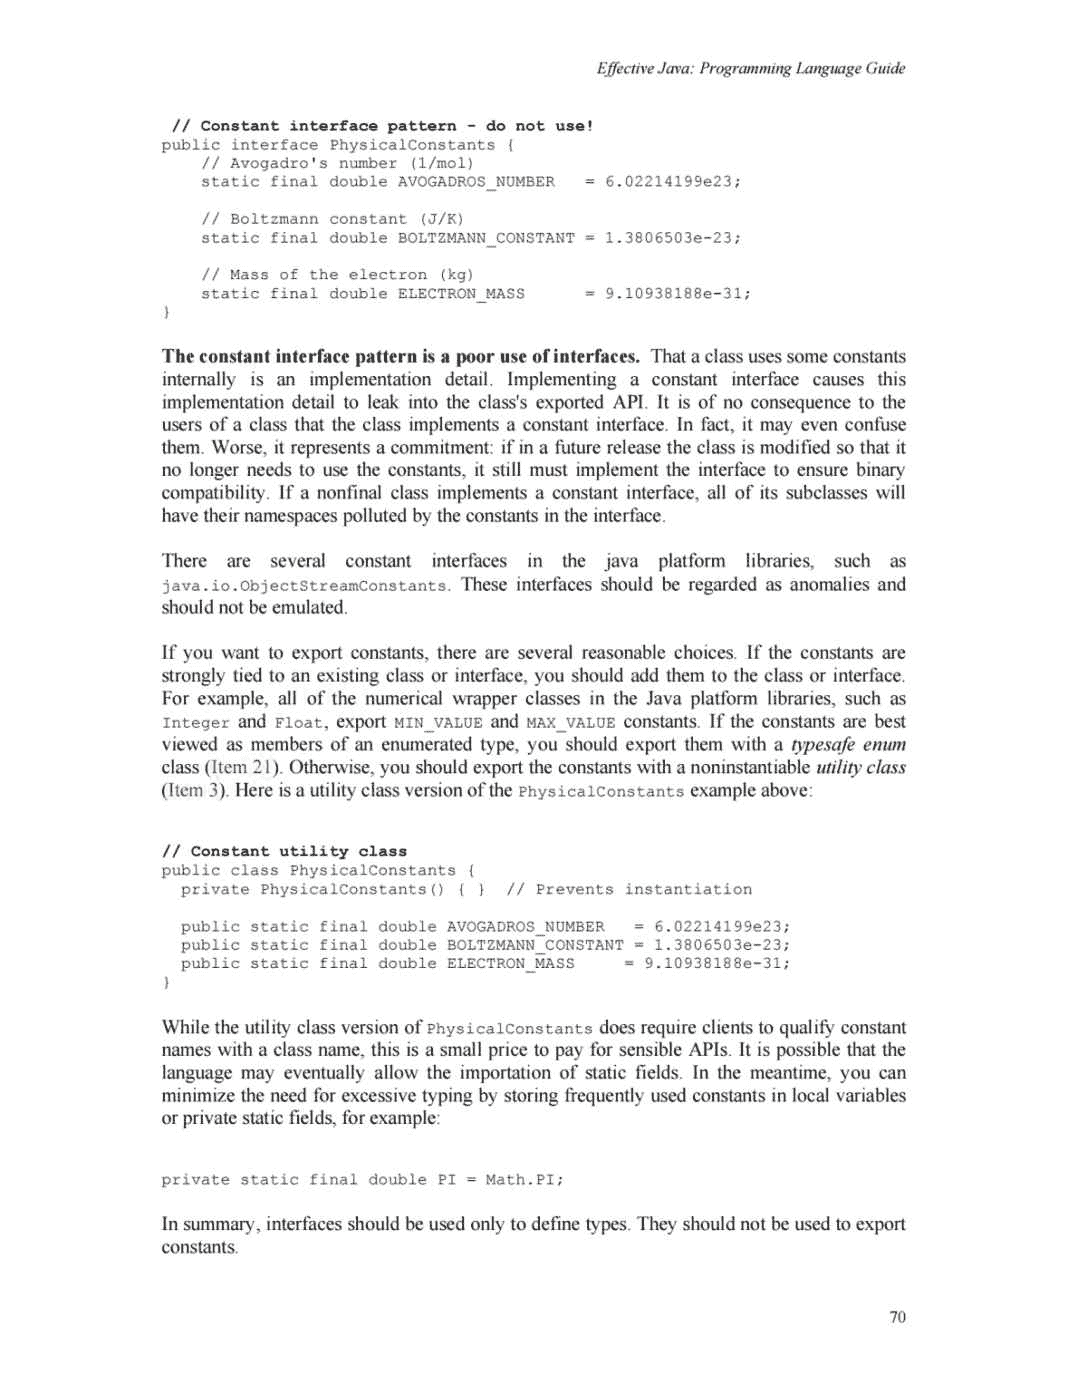 Effective Java: Programming Language Guide
// Constant interface pattern - do not use!
public interface PhysicalConstants {
// Avogadro's number (1/mol)
static final double AVOGADROS_NUMBER   = 6.02214199e23;
// Boltzmann constant (J/K)
static final double BOLTZMANN_CONSTANT = 1.3806503e-23;
// Mass of the electron (kg)
static final double ELECTRON_MASS      = 9.10938188e-31;
}
The constant interface pattern is a poor use of interfaces. That a class uses some constants
internally is an implementation detail. Implementing a constant interface causes this
implementation detail to leak into the class's exported API. It is of no consequence to the
users of a class that the class implements a constant interface. In fact, it may even confuse
them. Worse, it represents a commitment: if in a future release the class is modified so that it
no longer needs to use the constants, it still must implement the interface to ensure binary
compatibility. If a nonfinal class implements a constant interface, all of its subclasses will
have their namespaces polluted by the constants in the interface.
There are several constant interfaces in the java platform libraries, such as
java.io.ObjectStreamConstants. These interfaces should be regarded as anomalies and
should not be emulated.
If you want to export constants, there are several reasonable choices. If the constants are
strongly tied to an existing class or interface, you should add them to the class or interface.
For example, all of the numerical wrapper classes in the Java platform libraries, such as
Integer and Float, export MIN_VALUE and MAX_VALUE constants. If the constants are best
viewed as members of an enumerated type, you should export them with a typesafe enum
class (Item 21). Otherwise, you should export the constants with a noninstantiable utility class
(Item 3). Here is a utility class version of the PhysicalConstants example above:
// Constant utility class
public class PhysicalConstants {
private PhysicalConstants() { }  // Prevents instantiation
public static final double AVOGADROS_NUMBER   = 6.02214199e23;
public static final double BOLTZMANN_CONSTANT = 1.3806503e-23;
public static final double ELECTRON_MASS     = 9.10938188e-31;
}
While the utility class version of PhysicalConstants does require clients to qualify constant
names with a class name, this is a small price to pay for sensible APIs. It is possible that the
language may eventually allow the importation of static fields. In the meantime, you can
minimize the need for excessive typing by storing frequently used constants in local variables
or private static fields, for example:
private static final double PI = Math.PI;
In summary, interfaces should be used only to define types. They should not be used to export
constants.
70